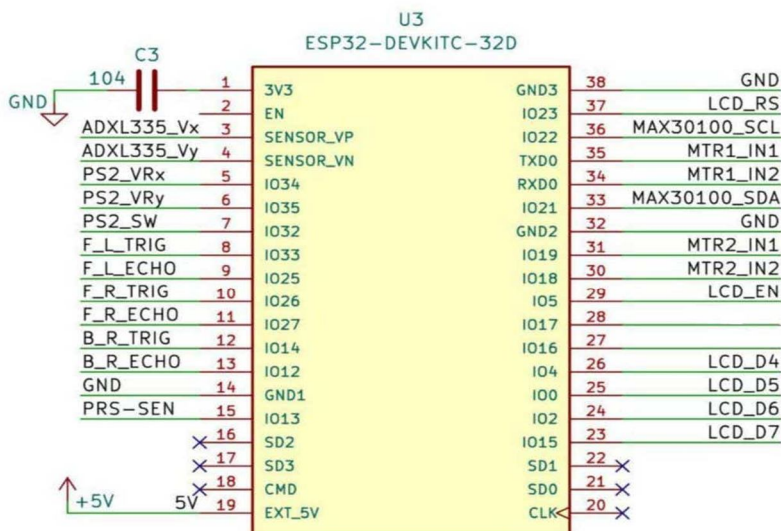 U3
ESP32-DEVKITC-32D
C3
104
GND
1 3V3 GND3 38 GND
2 EN IO23 37 LCD_RS
ADXL335_Vx 3 SENSOR_VP IO22 36 MAX30100_SCL
ADXL335_Vy 4 SENSOR_VN TXD0 35 MTR1_IN1
PS2_VRx 5 IO34 RXD0 34 MTR1_IN2
PS2_VRy 6 IO35 IO21 33 MAX30100_SDA
PS2_SW 7 IO32 GND2 32 GND
F_L_TRIG 8 IO33 IO19 31 MTR2_IN1
F_L_ECHO 9 IO25 IO18 30 MTR2_IN2
F_R_TRIG 10 IO26 IO5 29 LCD_EN
F_R_ECHO 11 IO27 IO17 28
B_R_TRIG 12 IO14 IO16 27
B_R_ECHO 13 IO12 IO4 26 LCD_D4
GND 14 GND1 IO0 25 LCD_D5
PRS-SEN 15 IO13 IO2 24 LCD_D6
16 SD2 IO15 23 LCD_D7
17 SD3 SD1 22
18 CMD SD0 21
+5V 5V 19 EXT_5V CLK 20